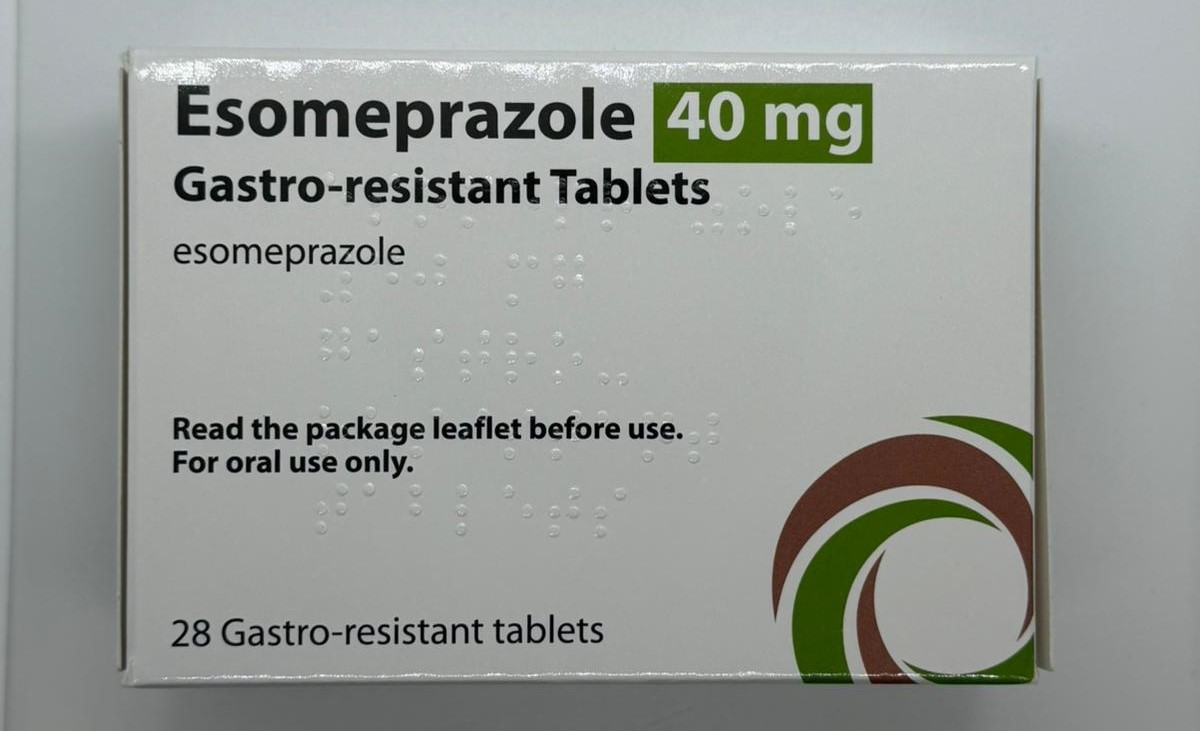 Esomeprazole 40 mg
Gastro-resistant Tablets
esomeprazole
Read the package leaflet before use.
For oral use only.
28 Gastro-resistant tablets